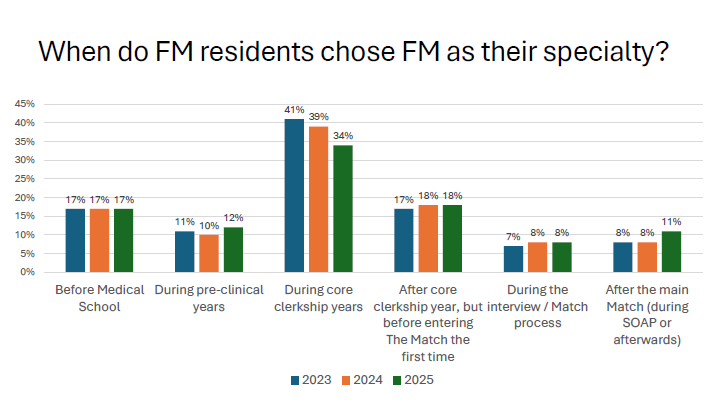 When do FM residents chose FM as their specialty?
45%
40%
35%
30%
25%
20%
15%
10%
5%
0%
17% 17% 17%
11% 10% 12%
41% 39% 34%
17% 18% 18%
7% 8% 8%
8% 8% 11%
Before Medical
School
During pre-clinical
years
During core
clerkship years
After core
clerkship year, but
before entering
The Match the
first time
During the
interview / Match
process
After the main
Match (during
SOAP or
afterwards)
2023 2024 2025